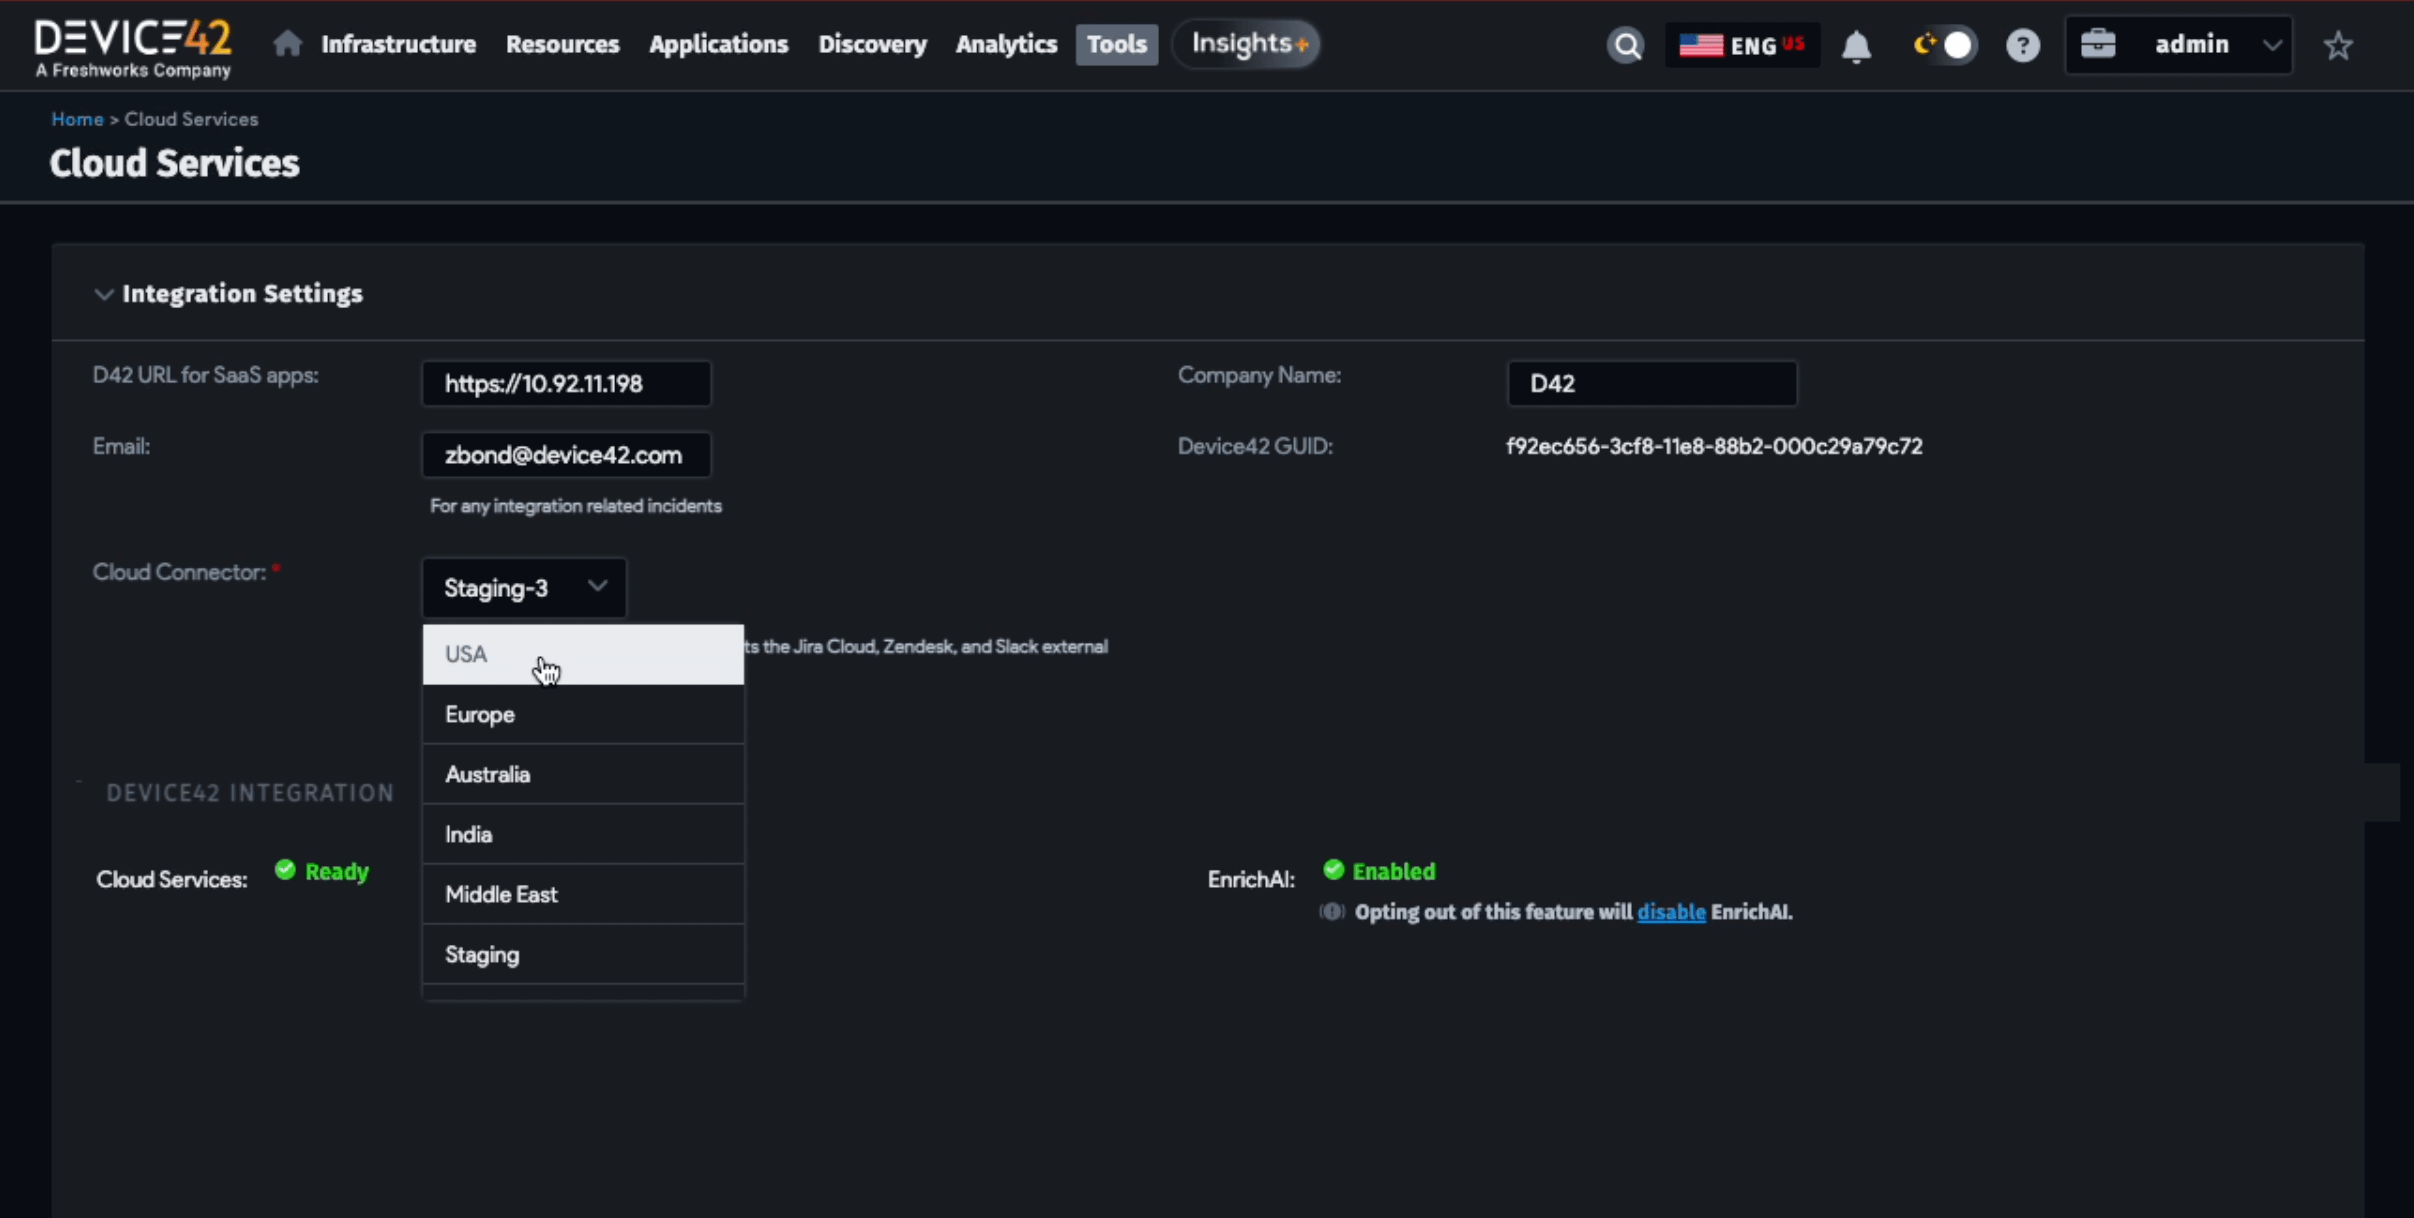 DEVICE42
A Freshworks Company
Infrastructure
Resources
Applications
Discovery
Analytics
Tools
Insights+
ENG US
?
admin
Home > Cloud Services
Cloud Services
Integration Settings
D42 URL for SaaS apps:
https://10.92.11.198
Company Name:
D42
Email:
zbond@device42.com
Device42 GUID:
f92ec656-3cf8-11e8-88b2-000c29a79c72
For any integration related incidents
Cloud Connector: *
Staging-3
USA
ts the Jira Cloud, Zendesk, and Slack external
Europe
Australia
India
Middle East
Staging
DEVICE42 INTEGRATION
Cloud Services:
Ready
EnrichAI:
Enabled
Opting out of this feature will disable EnrichAI.